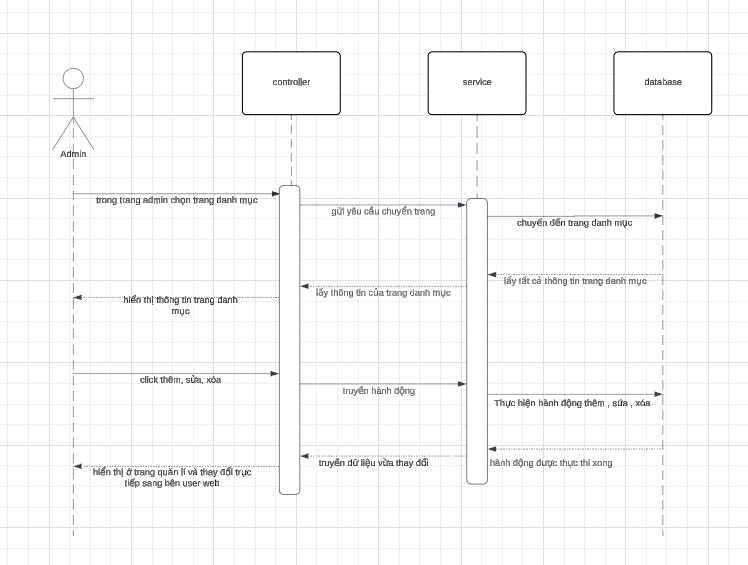 controller
service
database
Admin
trong trang admin chọn trang danh mục
gửi yêu cầu chuyển trang
chuyển đến trang danh mục
lấy tất cả thông tin trang danh mục
lấy thông tin của trang danh mục
hiển thị thông tin trang danh
mục
click thêm, sửa, xóa
truyền hành động
Thực hiện hành động thêm , sửa , xóa
hành động được thực thi xong
truyền dữ liệu vừa thay đổi
hiển thị ở trang quản lí và thay đổi trực
tiếp sang bên user web